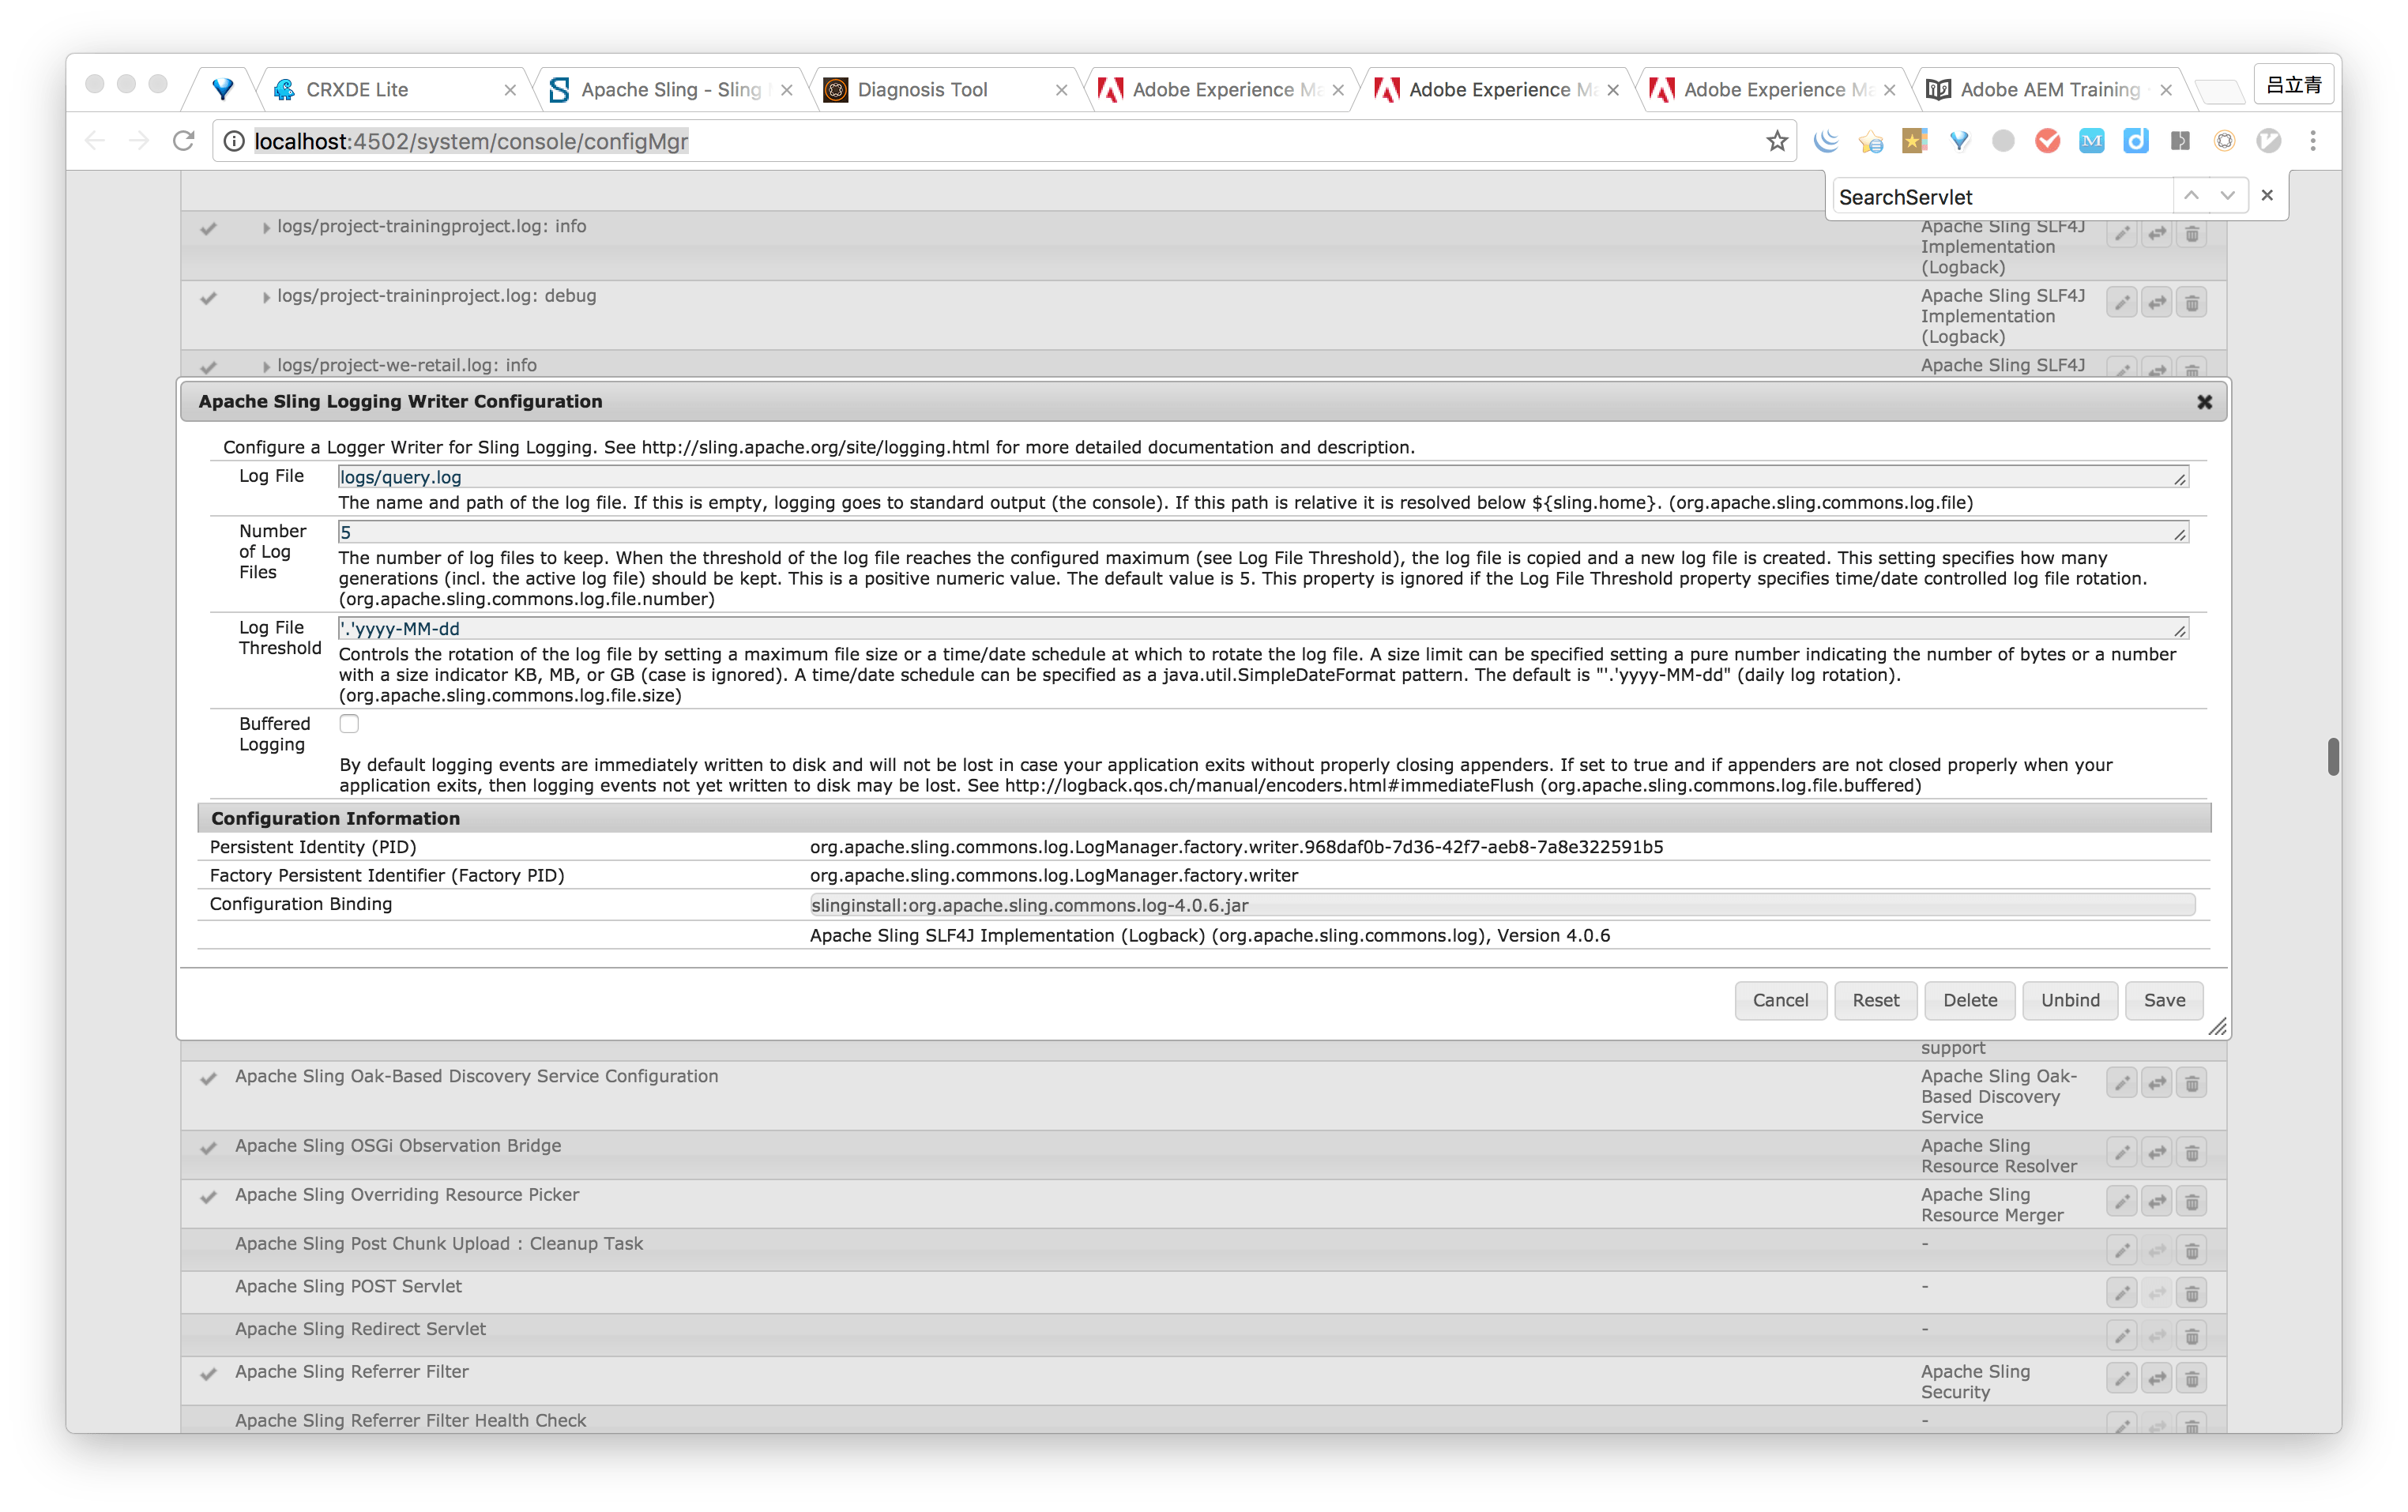 CRXDE Lite
Apache Sling - Sling
Diagnosis Tool
Adobe Experience Ma
Adobe Experience Ma
Adobe Experience Ma
Adobe AEM Training
吕立青
localhost:4502/system/console/configMgr
SearchServlet
logs/project-trainingproject.log: info
Apache Sling SLF4J
Implementation
(Logback)
logs/project-traininproject.log: debug
Apache Sling SLF4J
Implementation
(Logback)
logs/project-we-retail.log: info
Apache Sling SLF4J
Apache Sling Logging Writer Configuration
Configure a Logger Writer for Sling Logging. See http://sling.apache.org/site/logging.html for more detailed documentation and description.
Log File
logs/query.log
The name and path of the log file. If this is empty, logging goes to standard output (the console). If this path is relative it is resolved below ${sling.home}. (org.apache.sling.commons.log.file)
Number
of Log
Files
5
The number of log files to keep. When the threshold of the log file reaches the configured maximum (see Log File Threshold), the log file is copied and a new log file is created. This setting specifies how many
generations (incl. the active log file) should be kept. This is a positive numeric value. The default value is 5. This property is ignored if the Log File Threshold property specifies time/date controlled log file rotation.
(org.apache.sling.commons.log.file.number)
Log File
Threshold
'.'yyyy-MM-dd
Controls the rotation of the log file by setting a maximum file size or a time/date schedule at which to rotate the log file. A size limit can be specified setting a pure number indicating the number of bytes or a number
with a size indicator KB, MB, or GB (case is ignored). A time/date schedule can be specified as a java.util.SimpleDateFormat pattern. The default is "'.'yyyy-MM-dd" (daily log rotation).
(org.apache.sling.commons.log.file.size)
Buffered
Logging
By default logging events are immediately written to disk and will not be lost in case your application exits without properly closing appenders. If set to true and if appenders are not closed properly when your
application exits, then logging events not yet written to disk may be lost. See http://logback.qos.ch/manual/encoders.html#immediateFlush (org.apache.sling.commons.log.file.buffered)
Configuration Information
Persistent Identity (PID)
org.apache.sling.commons.log.LogManager.factory.writer.968daf0b-7d36-42f7-aeb8-7a8e322591b5
Factory Persistent Identifier (Factory PID)
org.apache.sling.commons.log.LogManager.factory.writer
Configuration Binding
slinginstall:org.apache.sling.commons.log-4.0.6.jar
Apache Sling SLF4J Implementation (Logback) (org.apache.sling.commons.log), Version 4.0.6
Cancel
Reset
Delete
Unbind
Save
support
Apache Sling Oak-Based Discovery Service Configuration
Apache Sling Oak-
Based Discovery
Service
Apache Sling OSGi Observation Bridge
Apache Sling
Resource Resolver
Apache Sling Overriding Resource Picker
Apache Sling
Resource Merger
Apache Sling Post Chunk Upload : Cleanup Task
-
Apache Sling POST Servlet
-
Apache Sling Redirect Servlet
-
Apache Sling Referrer Filter
Apache Sling
Security
Apache Sling Referrer Filter Health Check
-